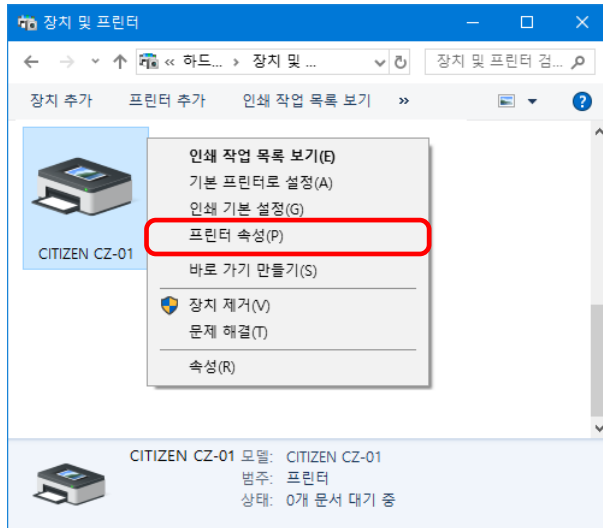 장치 및 프린터
« 하드... › 장치 및 ...
장치 및 프린터 검...
장치 추가 프린터 추가 인쇄 작업 목록 보기 »
CITIZEN CZ-01
인쇄 작업 목록 보기(E)
기본 프린터로 설정(A)
인쇄 기본 설정(G)
프린터 속성(P)
바로 가기 만들기(S)
장치 제거(V)
문제 해결(T)
속성(R)
CITIZEN CZ-01 모델: CITIZEN CZ-01
범주: 프린터
상태: 0개 문서 대기 중